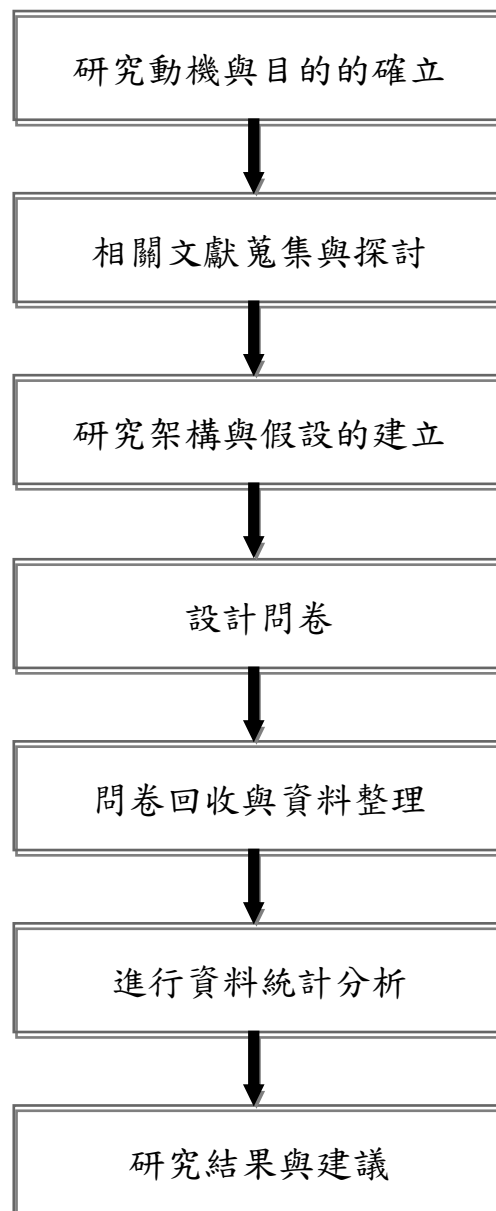 研究動機與目的的確立
相關文獻蒐集與探討
研究架構與假設的建立
設計問卷
問卷回收與資料整理
進行資料統計分析
研究結果與建議